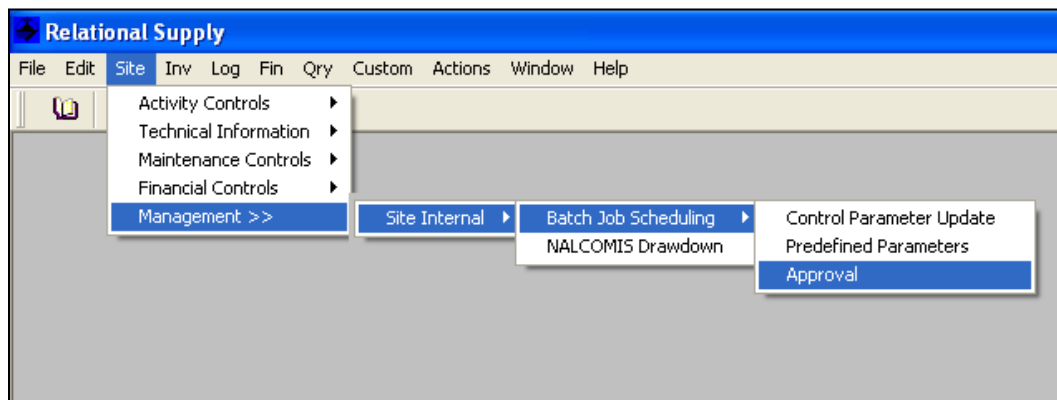 Relational Supply
File Edit Site Inv Log Fin Qry Custom Actions Window Help
Activity Controls
Technical Information
Maintenance Controls
Financial Controls
Management >>
Site Internal
Batch Job Scheduling
NALCOMIS Drawdown
Control Parameter Update
Predefined Parameters
Approval